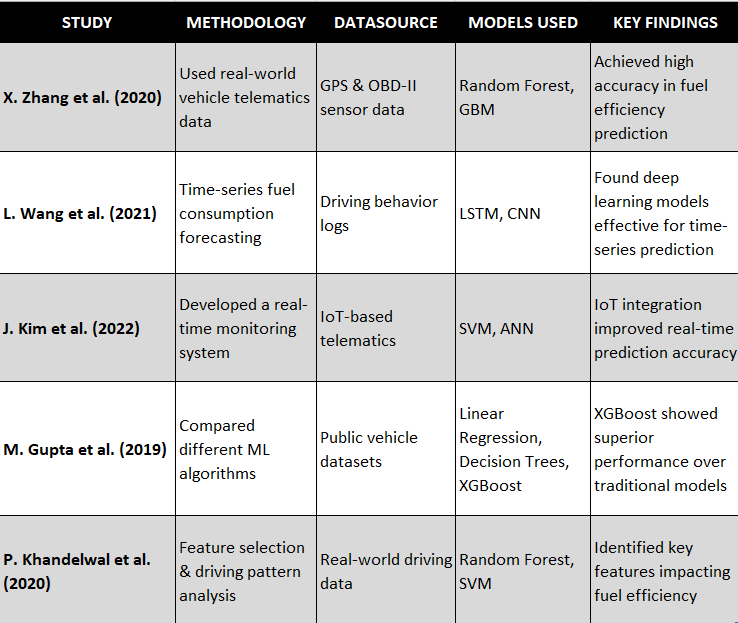 STUDY METHODOLOGY DATASOURCE MODELS USED KEY FINDINGS
X. Zhang et al. (2020)
Used real-world
vehicle telematics
data
GPS & OBD-II
sensor data
Random Forest,
GBM
Achieved high
accuracy in fuel
efficiency
prediction
L. Wang et al. (2021)
Time-series fuel
consumption
forecasting
Driving behavior
logs
LSTM, CNN
Found deep
learning models
effective for time-
series prediction
J. Kim et al. (2022)
Developed a real-
time monitoring
system
IoT-based
telematics
SVM, ANN
IoT integration
improved real-time
prediction accuracy
M. Gupta et al. (2019)
Compared
different ML
algorithms
Public vehicle
datasets
Linear
Regression,
Decision Trees,
XGBoost
XGBoost showed
superior
performance over
traditional models
P. Khandelwal et al.
(2020)
Feature selection
& driving pattern
analysis
Real-world driving
data
Random Forest,
SVM
Identified key
features impacting
fuel efficiency